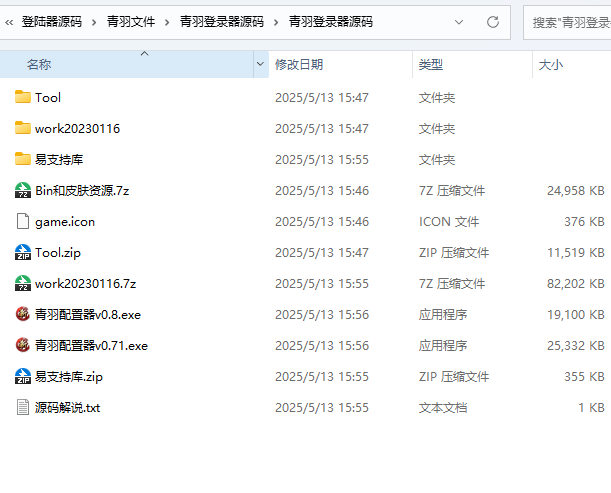 « 登陆器源码 › 青羽文件 › 青羽登录器源码 › 青羽登录器源码 搜索"青羽登录
名称 修改日期 类型 大小
Tool 2025/5/13 15:47 文件夹
work20230116 2025/5/13 15:47 文件夹
易支持库 2025/5/13 15:55 文件夹
Bin和皮肤资源.7z 2025/5/13 15:46 7Z 压缩文件 24,958 KB
game.icon 2025/5/13 15:46 ICON 文件 376 KB
Tool.zip 2025/5/13 15:47 ZIP 压缩文件 11,519 KB
work20230116.7z 2025/5/13 15:55 7Z 压缩文件 82,202 KB
青羽配置器v0.8.exe 2025/5/13 15:56 应用程序 19,100 KB
青羽配置器v0.71.exe 2025/5/13 15:56 应用程序 25,332 KB
易支持库.zip 2025/5/13 15:55 ZIP 压缩文件 355 KB
源码解说.txt 2025/5/13 15:55 文本文档 1 KB